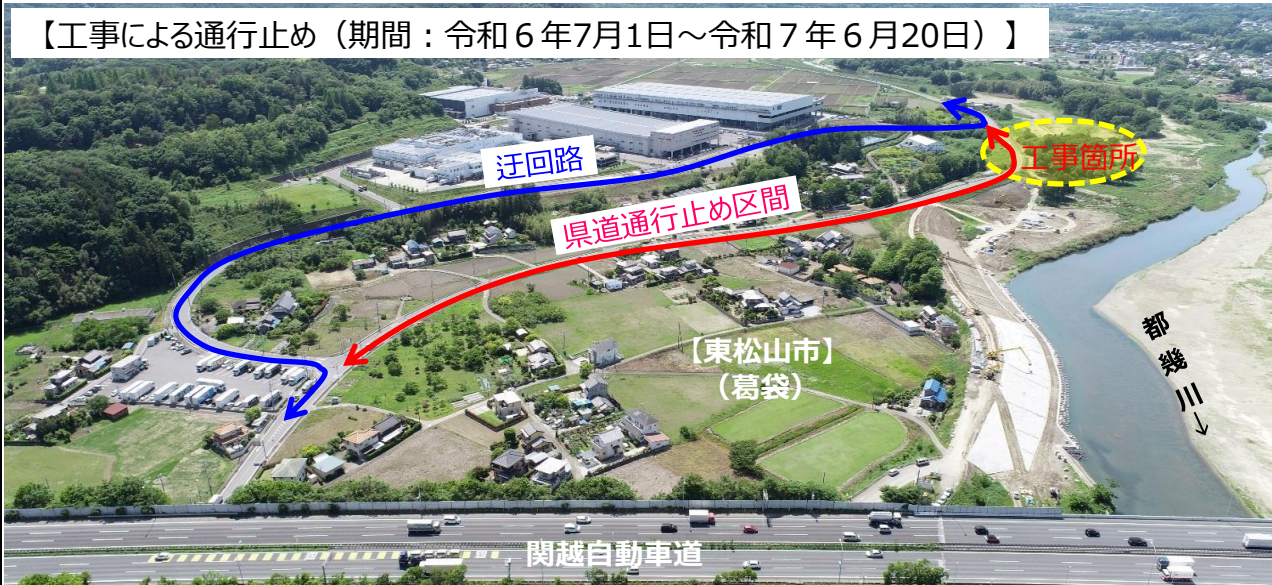 【工事による通行止め（期間：令和６年7月1日～令和７年６月20日）】
迂回路
工事箇所
県道通行止め区間
【東松山市】
（葛袋）
都幾川→
関越自動車道